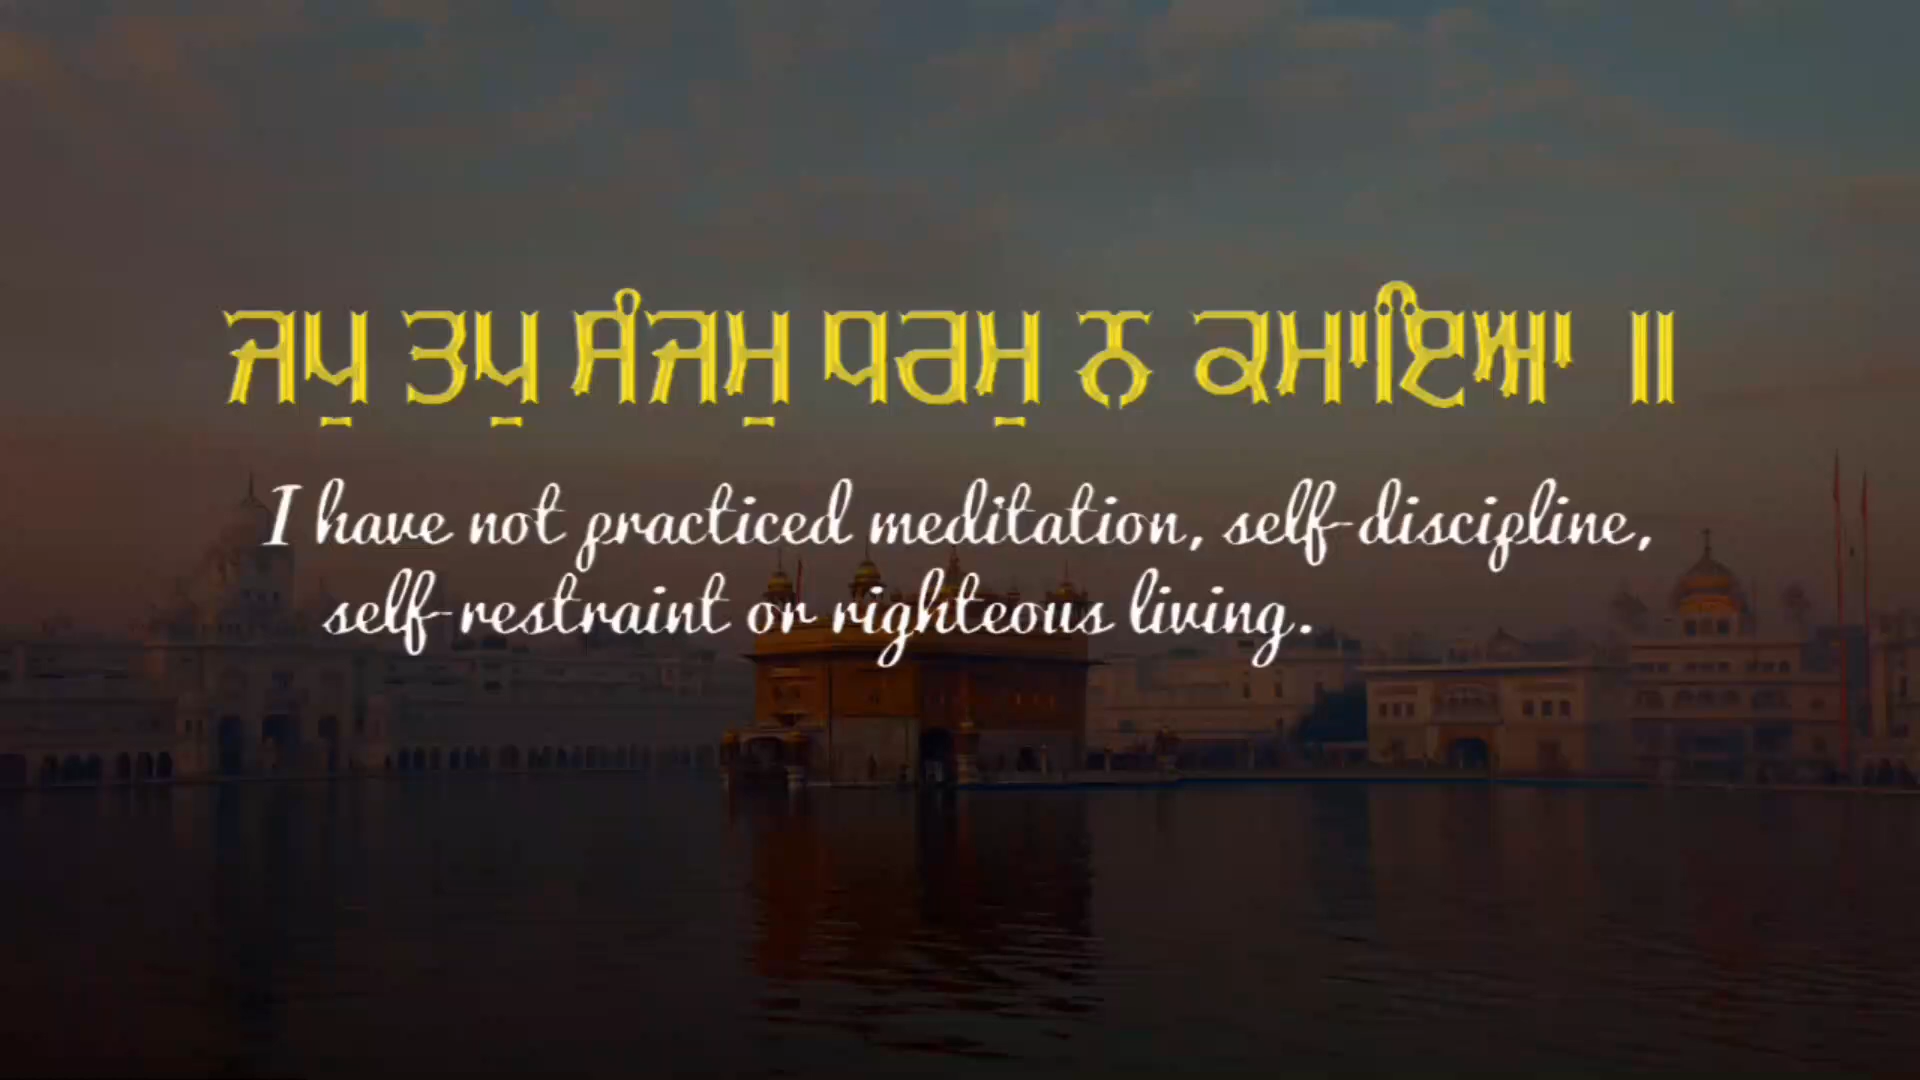 ਜਪੁ ਤਪੁ ਸੰਜਮੁ ਧਰਮੁ ਨ ਕਮਾਇਆ ॥
I have not practiced meditation, self-discipline,
self-restraint or righteous living.